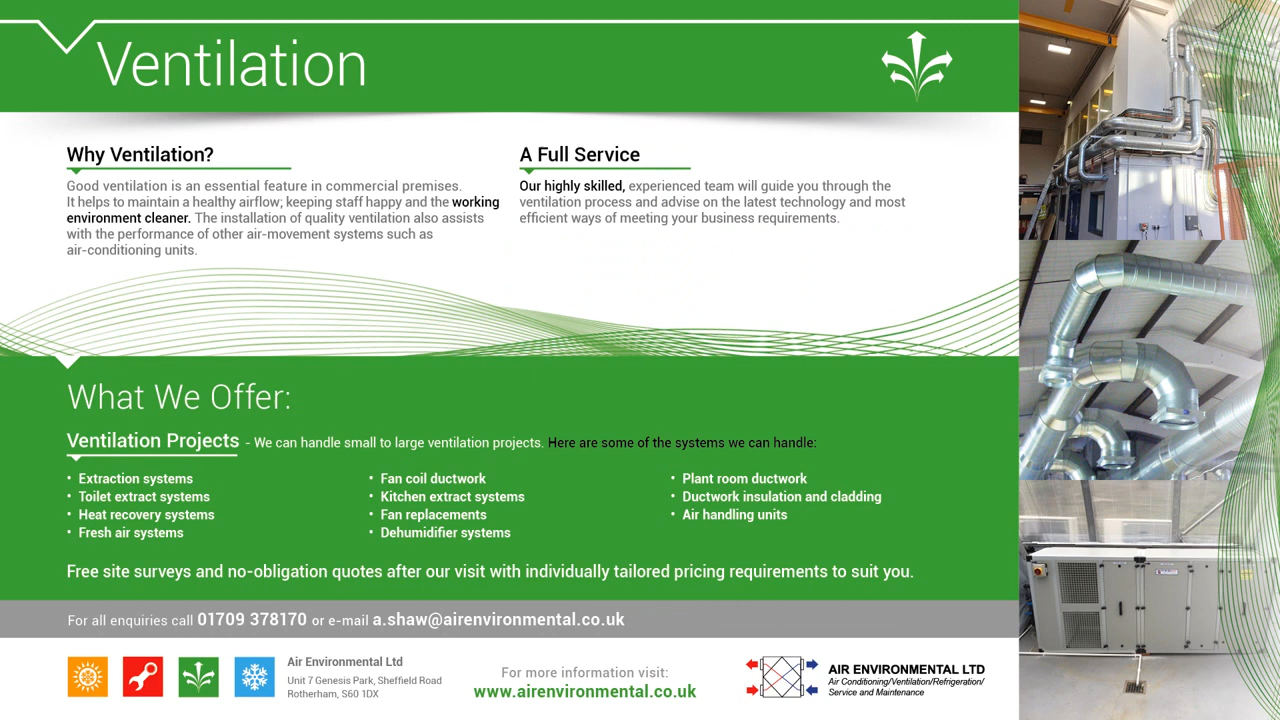 Ventilation
Why Ventilation?
Good ventilation is an essential feature in commercial premises.
It helps to maintain a healthy airflow; keeping staff happy and the working
environment cleaner. The installation of quality ventilation also assists
with the performance of other air-movement systems such as
air-conditioning units.
A Full Service
Our highly skilled, experienced team will guide you through the
ventilation process and advise on the latest technology and most
efficient ways of meeting your business requirements.
What We Offer:
Ventilation Projects - We can handle small to large ventilation projects. Here are some of the systems we can handle:
• Extraction systems
• Toilet extract systems
• Heat recovery systems
• Fresh air systems
• Fan coil ductwork
• Kitchen extract systems
• Fan replacements
• Dehumidifier systems
• Plant room ductwork
• Ductwork insulation and cladding
• Air handling units
Free site surveys and no-obligation quotes after our visit with individually tailored pricing requirements to suit you.
For all enquiries call 01709 378170 or e-mail a.shaw@airenvironmental.co.uk
Air Environmental Ltd
Unit 7 Genesis Park, Sheffield Road
Rotherham, S60 1DX
For more information visit:
www.airenvironmental.co.uk
AIR ENVIRONMENTAL LTD
Air Conditioning/Ventilation/Refrigeration/
Service and Maintenance